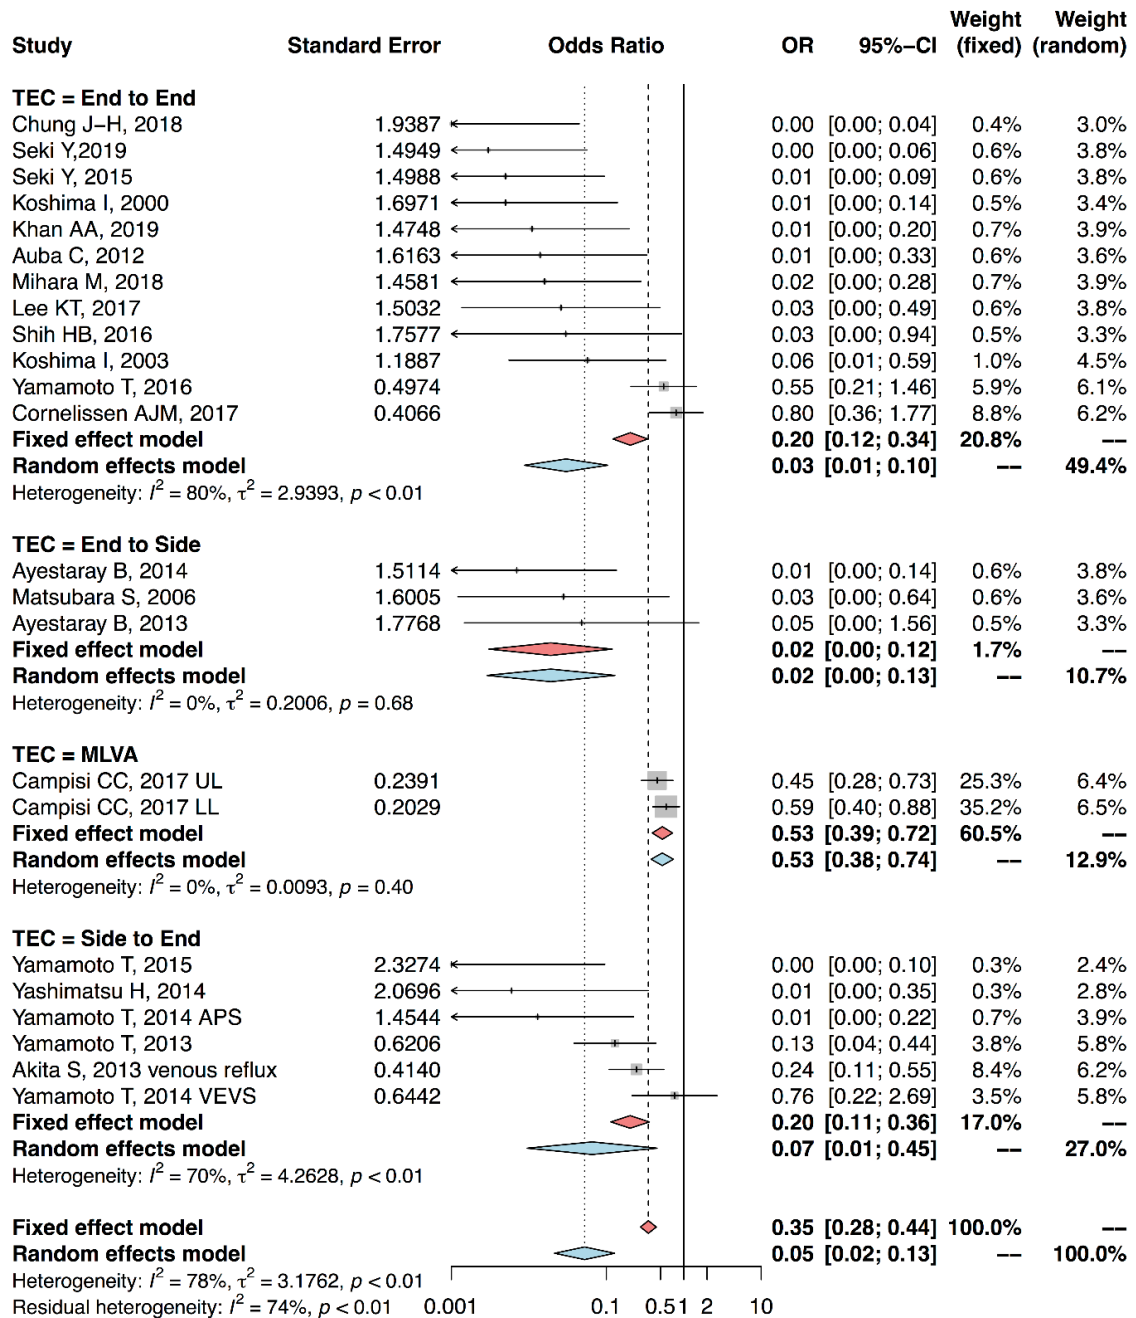 Weight Weight
Study Standard Error Odds Ratio OR 95%−CI (fixed) (random)
TEC = End to End
Chung J−H, 2018 1.9387 0.00 [0.00; 0.04] 0.4% 3.0%
Seki Y,2019 1.4949 0.00 [0.00; 0.06] 0.6% 3.8%
Seki Y, 2015 1.4988 0.01 [0.00; 0.09] 0.6% 3.8%
Koshima I, 2000 1.6971 0.01 [0.00; 0.14] 0.5% 3.4%
Khan AA, 2019 1.4748 0.01 [0.00; 0.20] 0.7% 3.9%
Auba C, 2012 1.6163 0.01 [0.00; 0.33] 0.6% 3.6%
Mihara M, 2018 1.4581 0.02 [0.00; 0.28] 0.7% 3.9%
Lee KT, 2017 1.5032 0.03 [0.00; 0.49] 0.6% 3.8%
Shih HB, 2016 1.7577 0.03 [0.00; 0.94] 0.5% 3.3%
Koshima I, 2003 1.1887 0.06 [0.01; 0.59] 1.0% 4.5%
Yamamoto T, 2016 0.4974 0.55 [0.21; 1.46] 5.9% 6.1%
Cornelissen AJM, 2017 0.4066 0.80 [0.36; 1.77] 8.8% 6.2%
Fixed effect model 0.20 [0.12; 0.34] 20.8% −−
Random effects model 0.03 [0.01; 0.10] −− 49.4%
Heterogeneity: I² = 80%, τ² = 2.9393, p < 0.01
TEC = End to Side
Ayestaray B, 2014 1.5114 0.01 [0.00; 0.14] 0.6% 3.8%
Matsubara S, 2006 1.6005 0.03 [0.00; 0.64] 0.6% 3.6%
Ayestaray B, 2013 1.7768 0.05 [0.00; 1.56] 0.5% 3.3%
Fixed effect model 0.02 [0.00; 0.12] 1.7% −−
Random effects model 0.02 [0.00; 0.13] −− 10.7%
Heterogeneity: I² = 0%, τ² = 0.2006, p = 0.68
TEC = MLVA
Campisi CC, 2017 UL 0.2391 0.45 [0.28; 0.73] 25.3% 6.4%
Campisi CC, 2017 LL 0.2029 0.59 [0.40; 0.88] 35.2% 6.5%
Fixed effect model 0.53 [0.39; 0.72] 60.5% −−
Random effects model 0.53 [0.38; 0.74] −− 12.9%
Heterogeneity: I² = 0%, τ² = 0.0093, p = 0.40
TEC = Side to End
Yamamoto T, 2015 2.3274 0.00 [0.00; 0.10] 0.3% 2.4%
Yashimatsu H, 2014 2.0696 0.01 [0.00; 0.35] 0.3% 2.8%
Yamamoto T, 2014 APS 1.4544 0.01 [0.00; 0.22] 0.7% 3.9%
Yamamoto T, 2013 0.6206 0.13 [0.04; 0.44] 3.8% 5.8%
Akita S, 2013 venous reflux 0.4140 0.24 [0.11; 0.55] 8.4% 6.2%
Yamamoto T, 2014 VEVS 0.6442 0.76 [0.22; 2.69] 3.5% 5.8%
Fixed effect model 0.20 [0.11; 0.36] 17.0% −−
Random effects model 0.07 [0.01; 0.45] −− 27.0%
Heterogeneity: I² = 70%, τ² = 4.2628, p < 0.01
Fixed effect model 0.35 [0.28; 0.44] 100.0% −−
Random effects model 0.05 [0.02; 0.13] −− 100.0%
Heterogeneity: I² = 78%, τ² = 3.1762, p < 0.01
Residual heterogeneity: I² = 74%, p < 0.01 0.001 0.1 0.5 1 2 10